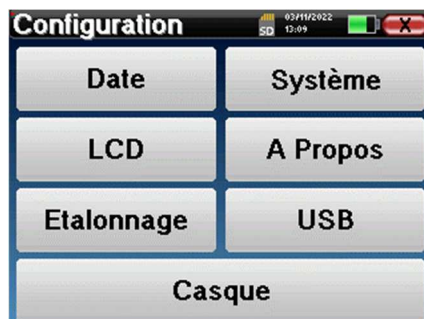 Configuration SD 03/11/2022
13:09 X
Date Système
LCD A Propos
Etalonnage USB
Casque